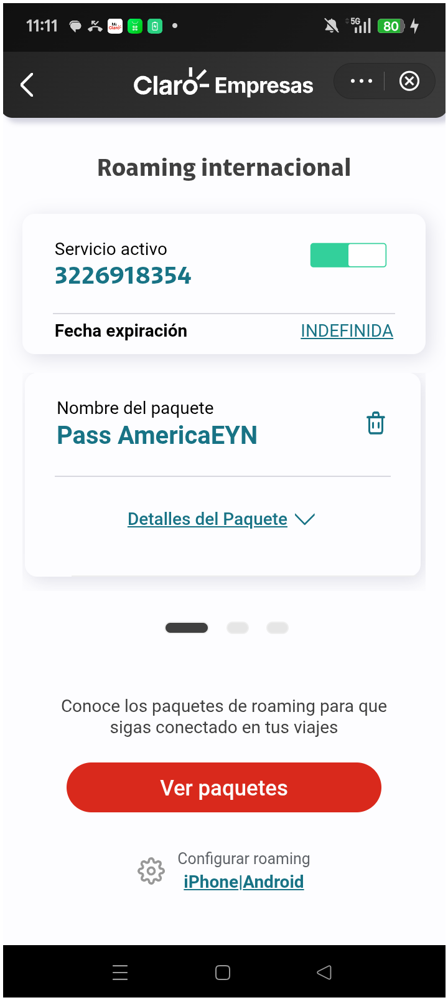 11:11
Mi
Claro
5G
80
Claro- Empresas
Roaming internacional
Servicio activo
3226918354
Fecha expiración INDEFINIDA
Nombre del paquete
Pass AmericaEYN
Detalles del Paquete
Conoce los paquetes de roaming para que
sigas conectado en tus viajes
Ver paquetes
Configurar roaming
iPhone|Android